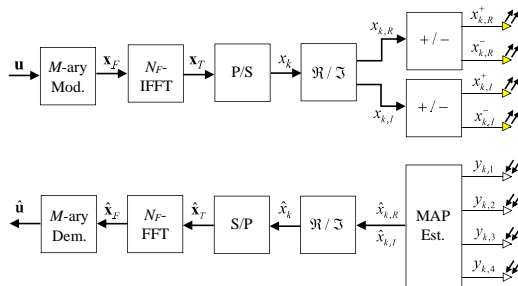 u
M-ary
Mod.
x_F
N_F-
IFFT
x_T
P/S
x_k
ℜ / ℑ
x_{k,R}
x_{k,I}
+ / −
+ / −
x^+_{k,R}
x^−_{k,R}
x^+_{k,I}
x^−_{k,I}
û
M-ary
Dem.
x̂_F
N_F-
FFT
x̂_T
S/P
x̂_k
ℜ / ℑ
x̂_{k,R}
x̂_{k,I}
MAP
Est.
y_{k,1}
y_{k,2}
y_{k,3}
y_{k,4}